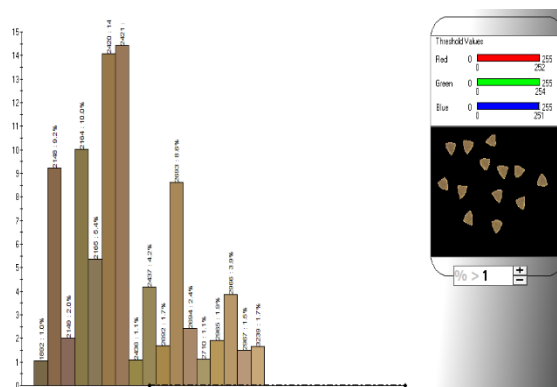 15
14
13
12
11
10
9
8
7
6
5
4
3
2
1
0
1892 : 1.0%
2148 : 9.2%
2149 : 2.0%
2164 : 10.0%
2165 : 5.4%
2420 : 14
2421 :
2436 : 1.1%
2437 : 4.2%
2692 : 1.7%
2693 : 8.6%
2694 : 2.4%
2710 : 1.1%
2965 : 1.9%
2966 : 3.9%
2967 : 1.5%
3239 : 1.7%
Threshold Values
Red 0 255
0 252
Green 0 255
0 254
Blue 0 255
0 251
% > 1 + −